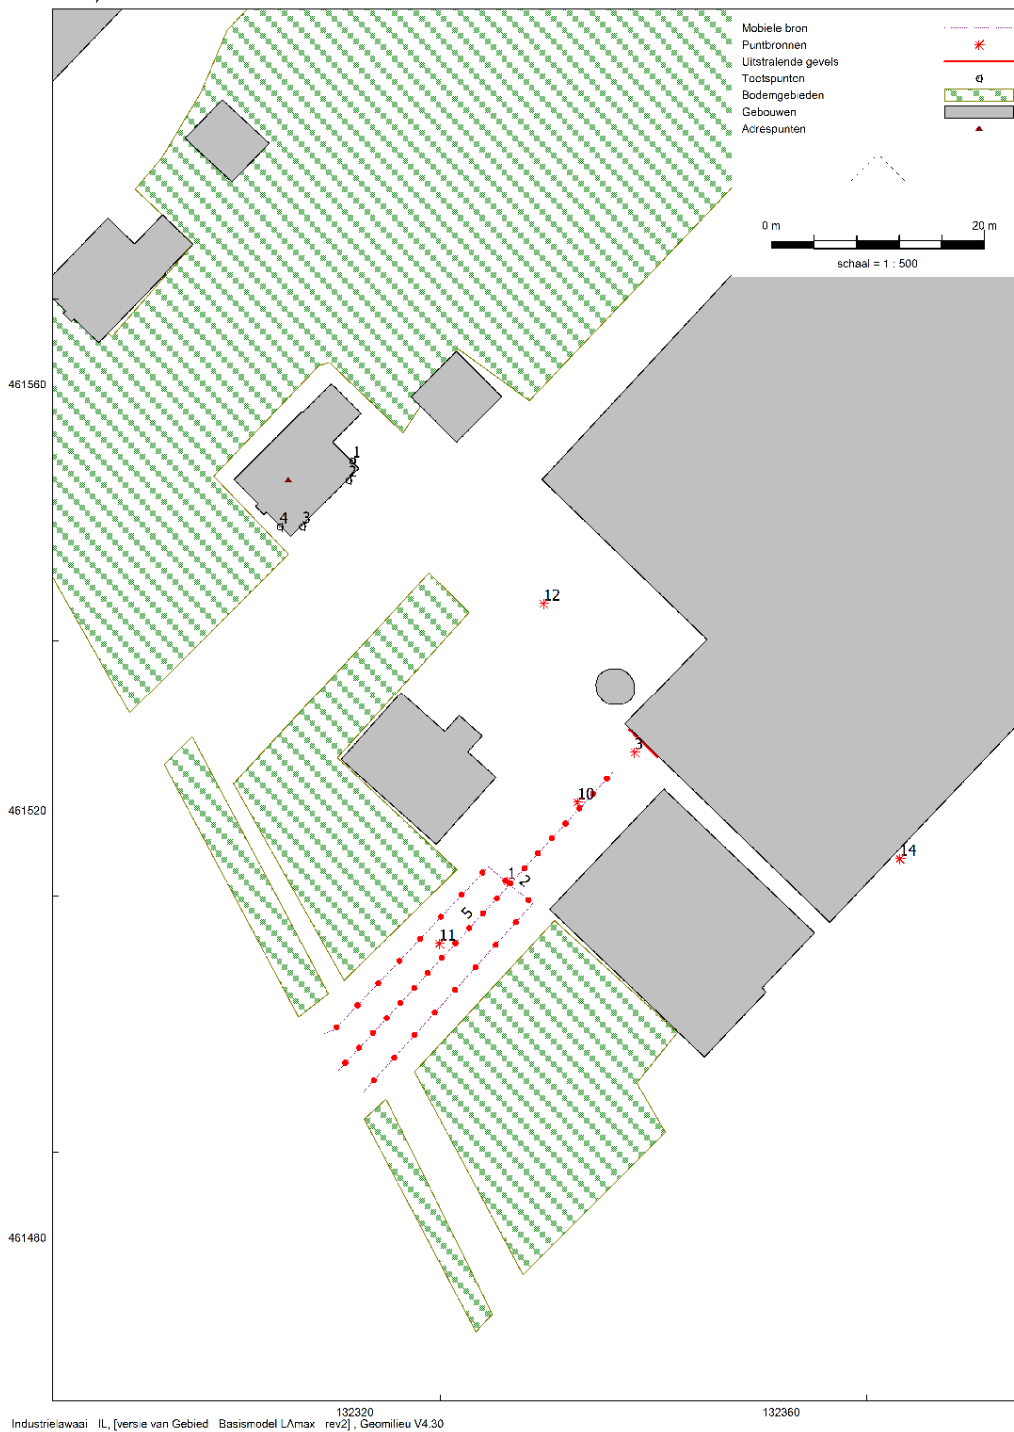 Mobiele bron
Puntbronnen
Uitstralende gevels
Toetspunten
Bodemgebieden
Gebouwen
Adrespunten
0 m 20 m
schaal = 1 : 500
461560
1
2
4 3
12
3
10
461520
14
1
2
5
11
461480
132320 132360
Industrielawaai IL, [versie van Gebied Basismodel LAmax rev2] , Geomilieu V4.30